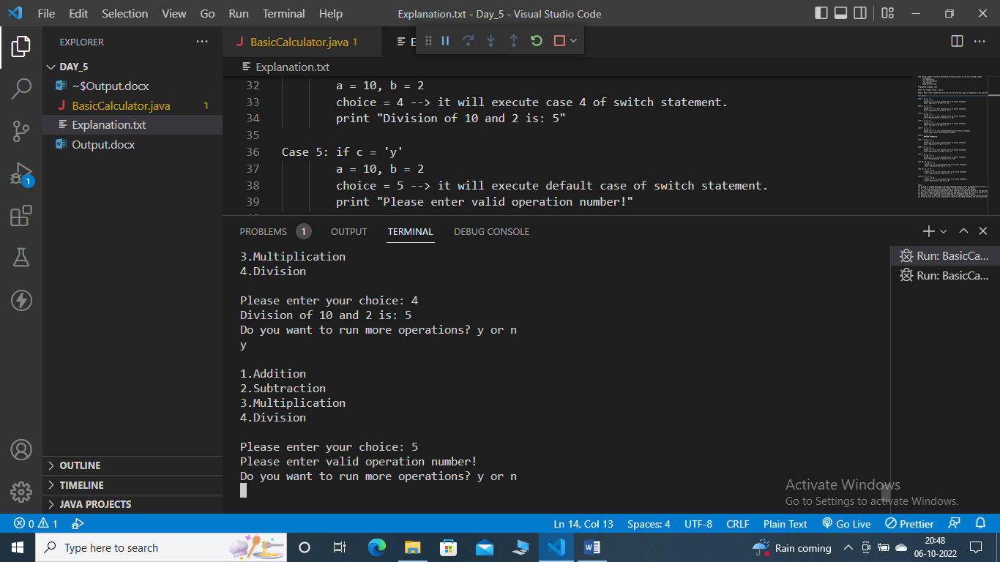 File Edit Selection View Go Run Terminal Help Explanation.txt - Day_5 - Visual Studio Code
EXPLORER
DAY_5
~$Output.docx
BasicCalculator.java 1
Explanation.txt
Output.docx
OUTLINE
TIMELINE
JAVA PROJECTS
1
BasicCalculator.java 1
E
Explanation.txt
32 a = 10, b = 2
33 choice = 4 --> it will execute case 4 of switch statement.
34 print "Division of 10 and 2 is: 5"
35
36 Case 5: if c = 'y'
37 a = 10, b = 2
38 choice = 5 --> it will execute default case of switch statement.
39 print "Please enter valid operation number!"
PROBLEMS 1 OUTPUT TERMINAL DEBUG CONSOLE
3.Multiplication
4.Division
Please enter your choice: 4
Division of 10 and 2 is: 5
Do you want to run more operations? y or n
y
1.Addition
2.Subtraction
3.Multiplication
4.Division
Please enter your choice: 5
Please enter valid operation number!
Do you want to run more operations? y or n
Run: BasicCa...
Run: BasicCa...
Activate Windows
Go to Settings to activate Windows.
0 1 Ln 14, Col 13 Spaces: 4 UTF-8 CRLF Plain Text Go Live Prettier
Type here to search
Rain coming
20:48
06-10-2022